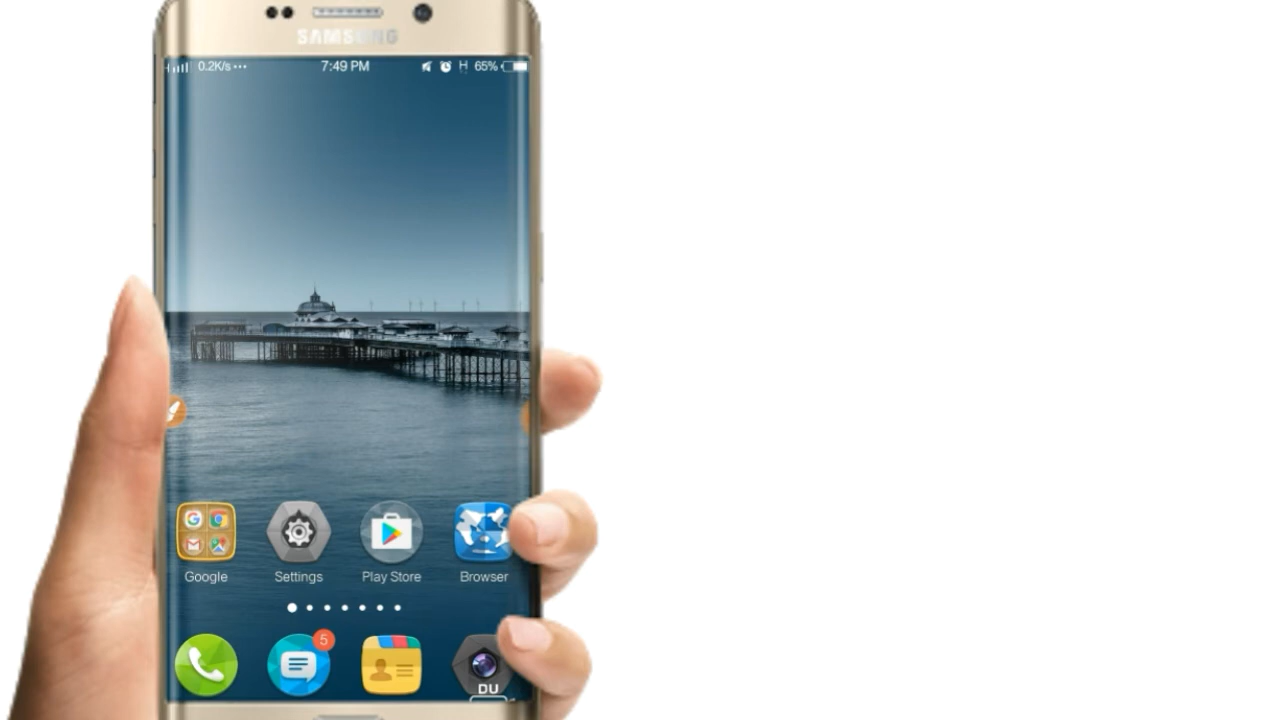 SAMSUNG
0.2K/s ··· 7:49 PM H 65%
Google Settings Play Store Browser
5
DU